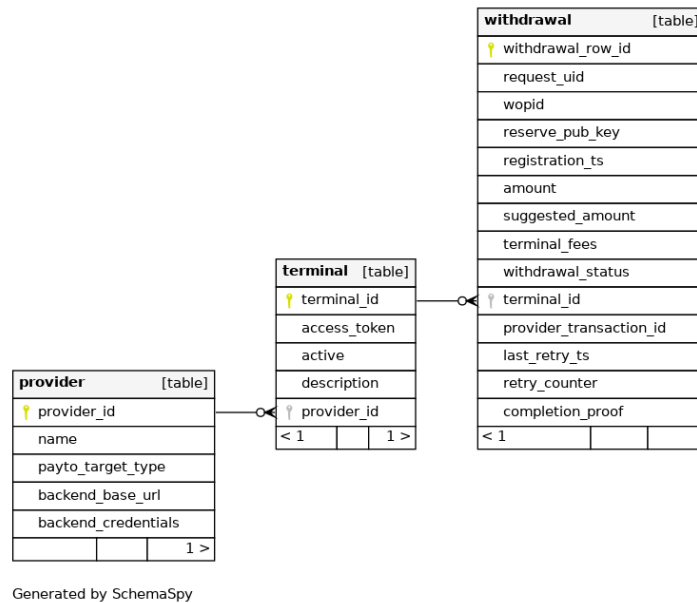 withdrawal [table]
withdrawal_row_id
request_uid
wopid
reserve_pub_key
registration_ts
amount
suggested_amount
terminal_fees
withdrawal_status
terminal_id
provider_transaction_id
last_retry_ts
retry_counter
completion_proof
< 1
terminal [table]
terminal_id
access_token
active
description
provider_id
< 1 1 >
provider [table]
provider_id
name
payto_target_type
backend_base_url
backend_credentials
1 >
Generated by SchemaSpy